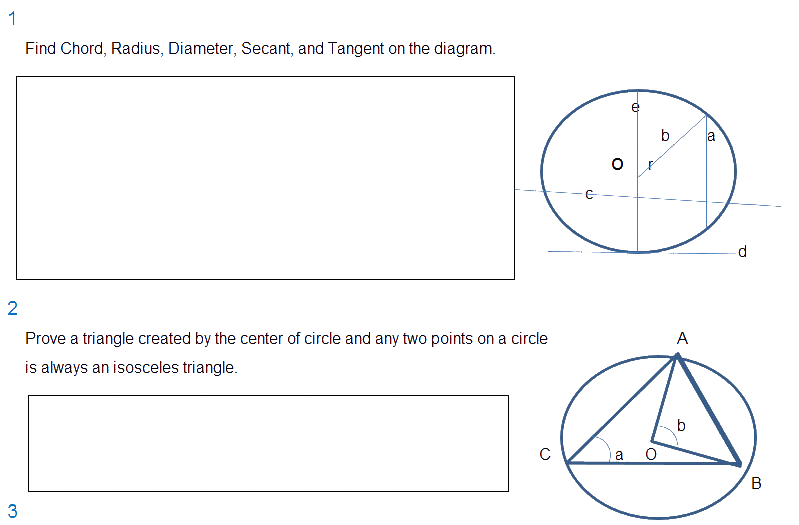 1
Find Chord, Radius, Diameter, Secant, and Tangent on the diagram.
e
b
a
O
r
c
d
2
Prove a triangle created by the center of circle and any two points on a circle
is always an isosceles triangle.
A
b
C
a
O
B
3